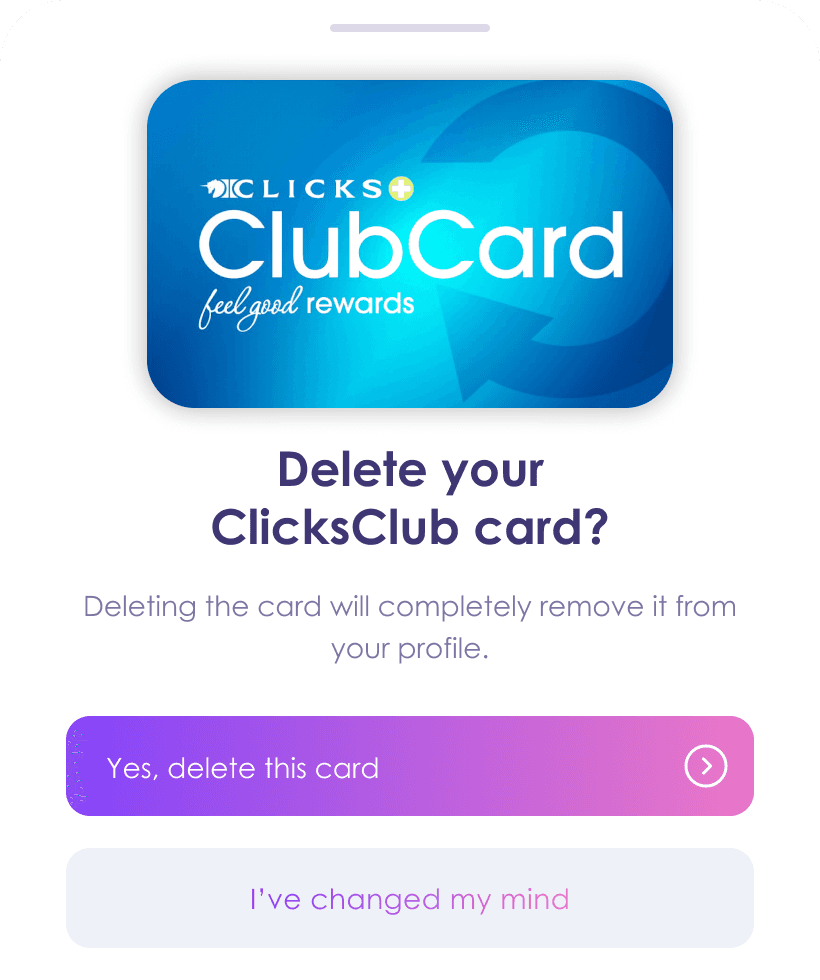 CLICKS
ClubCard
feel good rewards
Delete your
ClicksClub card?
Deleting the card will completely remove it from
your profile.
Yes, delete this card
I’ve changed my mind